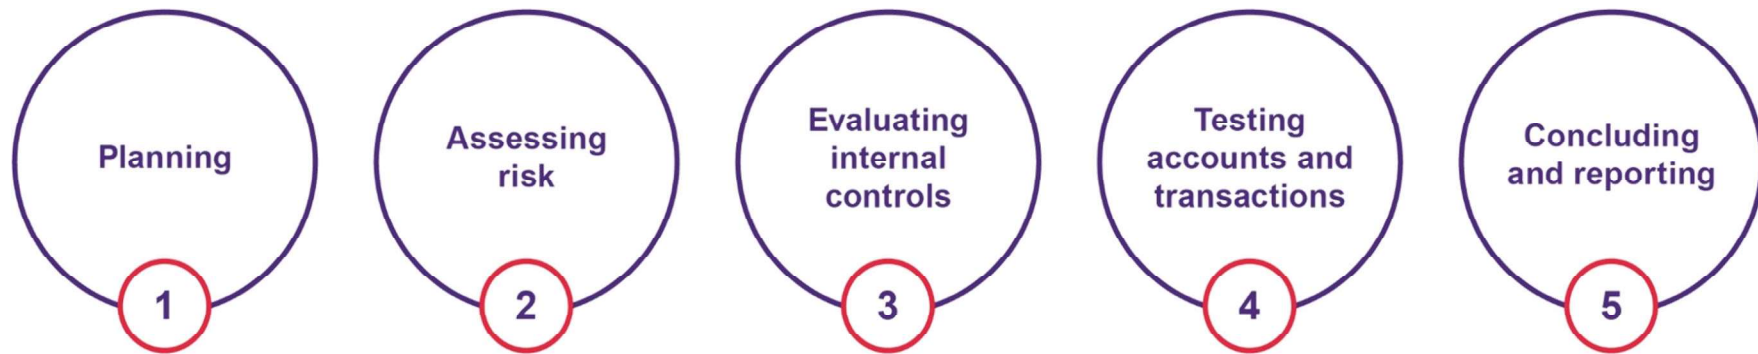 Planning
1
Assessing
risk
2
Evaluating
internal
controls
3
Testing
accounts and
transactions
4
Concluding
and reporting
5